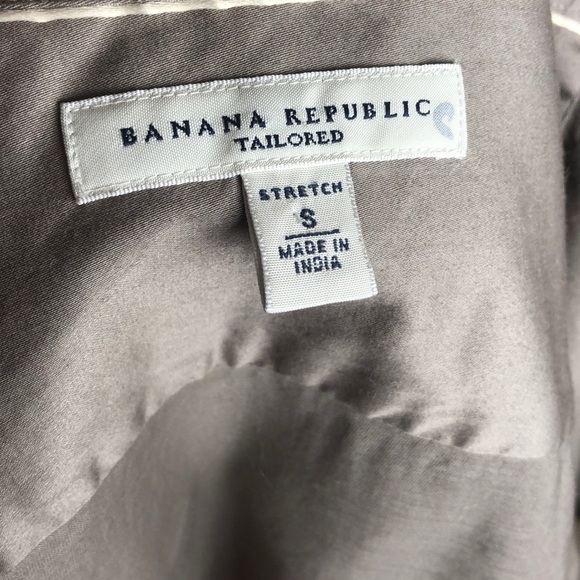 BANANA REPUBLIC
TAILORED
STRETCH
S
MADE IN
INDIA